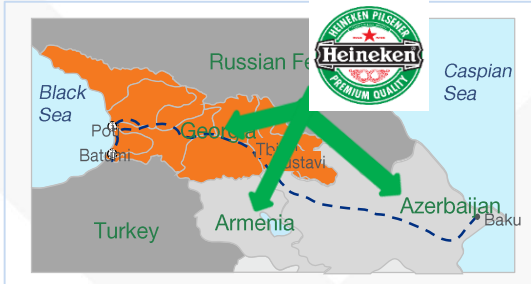 HEINEKEN PILSENER
Heineken
PREMIUM QUALITY
Russian Fe
Caspian
Sea
Black
Sea
Poti
Georgia
Tbi
ustavi
Batumi
Azerbaijan
Armenia
Baku
Turkey